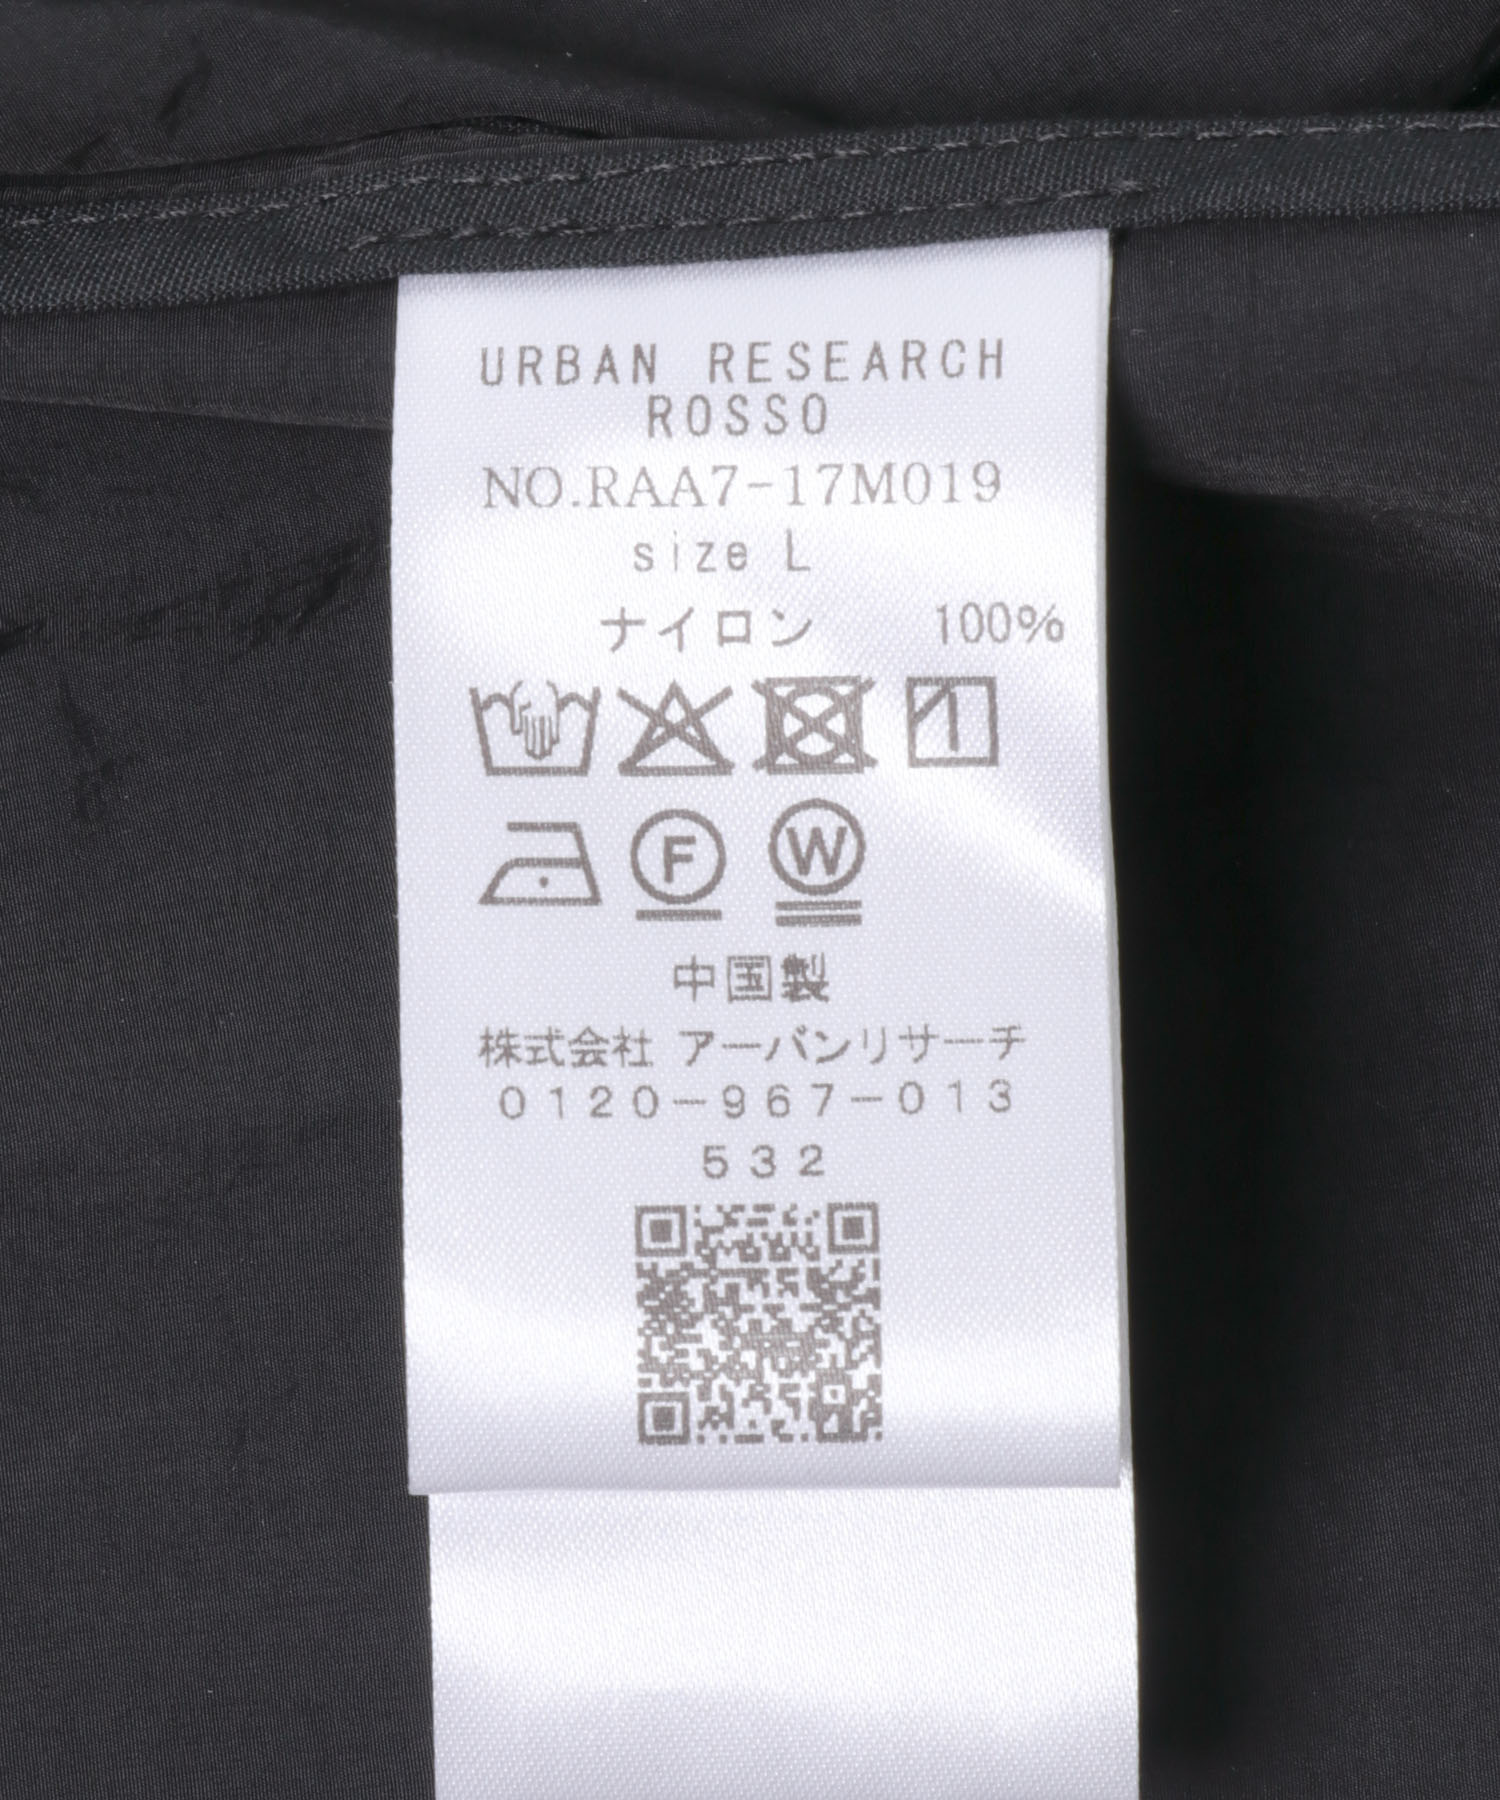 URBAN RESEARCH
ROSSO
NO.RAA7-17M019
size L
ナイロン 100%
F W
中国製
株式会社 アーバンリサーチ
0120-967-013
532